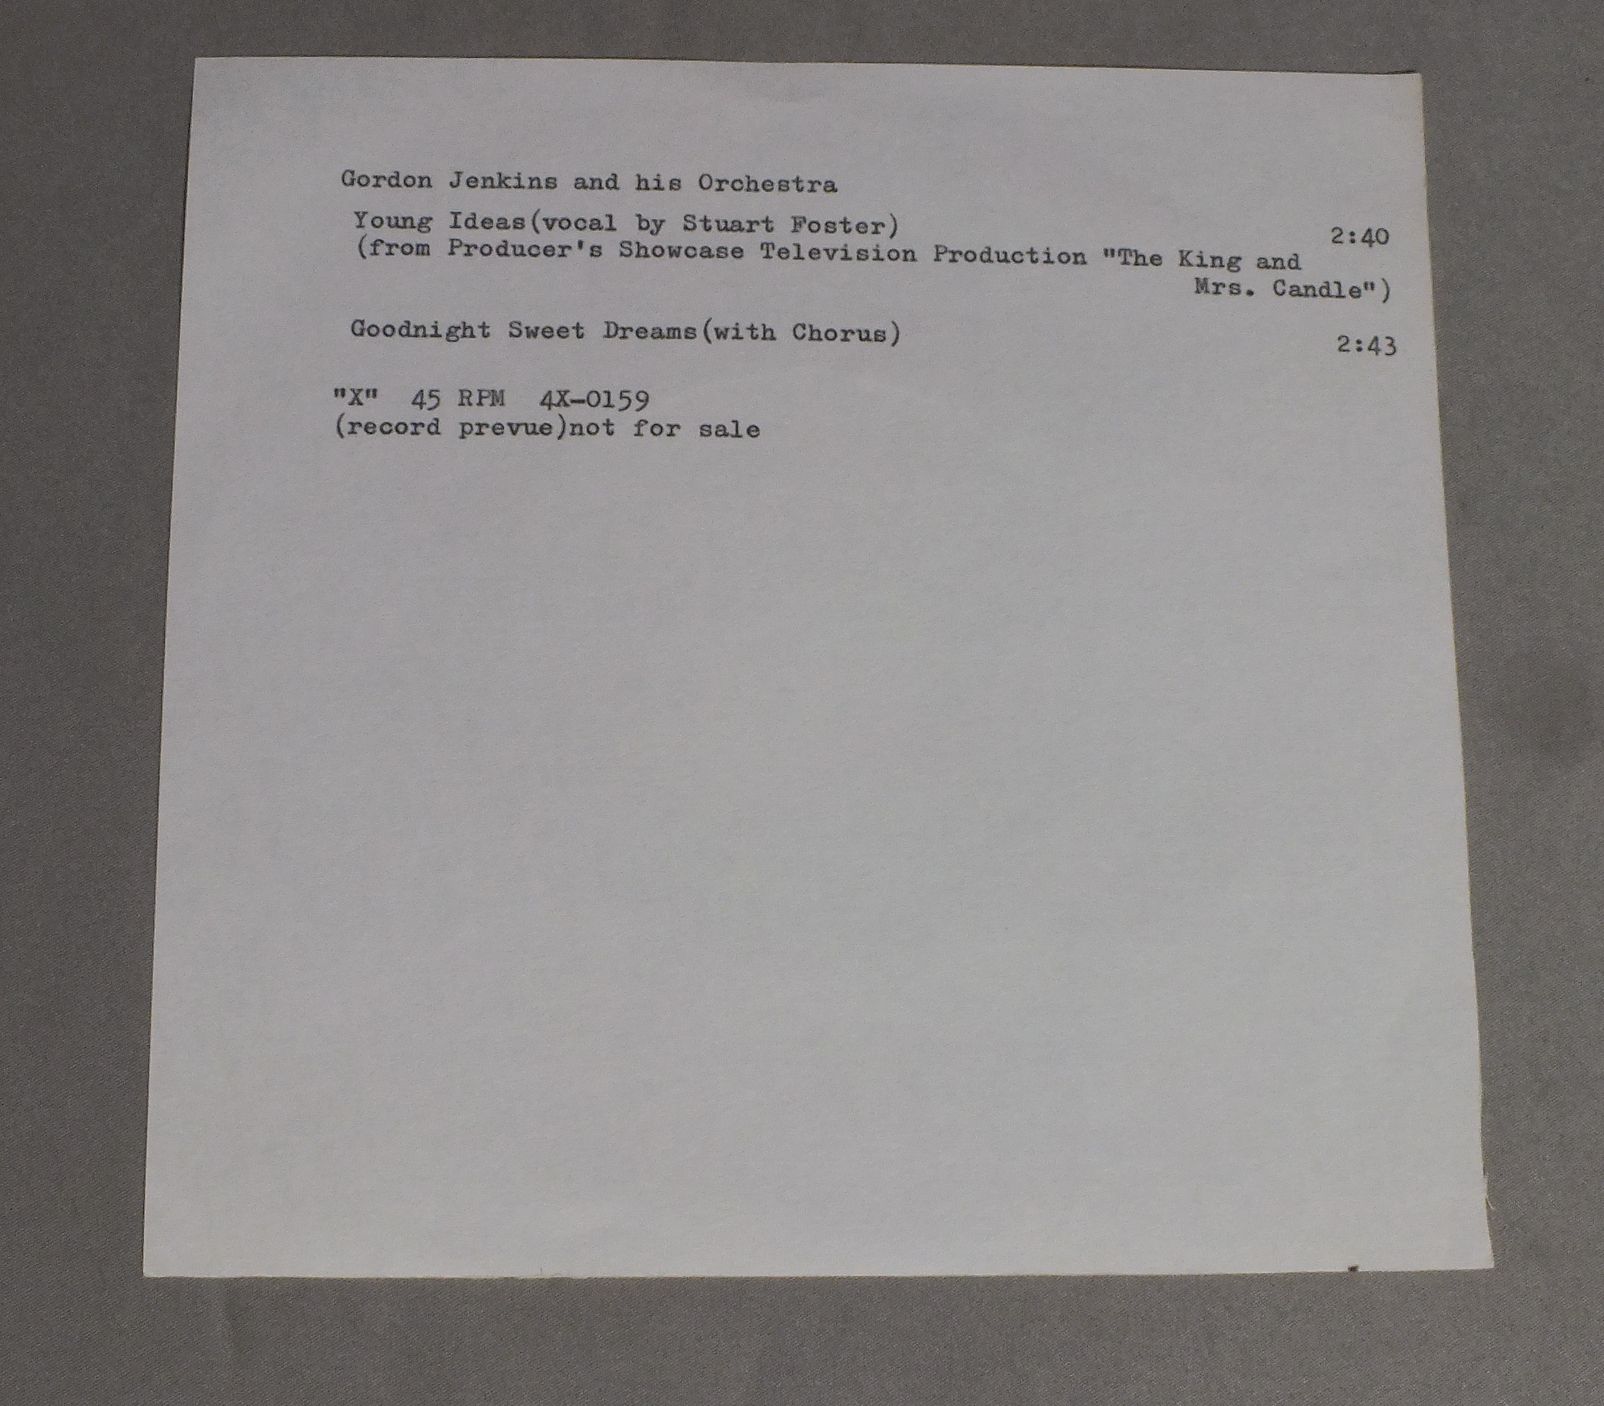 Gordon Jenkins and his Orchestra
Young Ideas(vocal by Stuart Foster) 2:40
(from Producer's Showcase Television Production "The King and
Mrs. Candle")
Goodnight Sweet Dreams(with Chorus) 2:43
"X" 45 RPM 4X-0159
(record prevue)not for sale